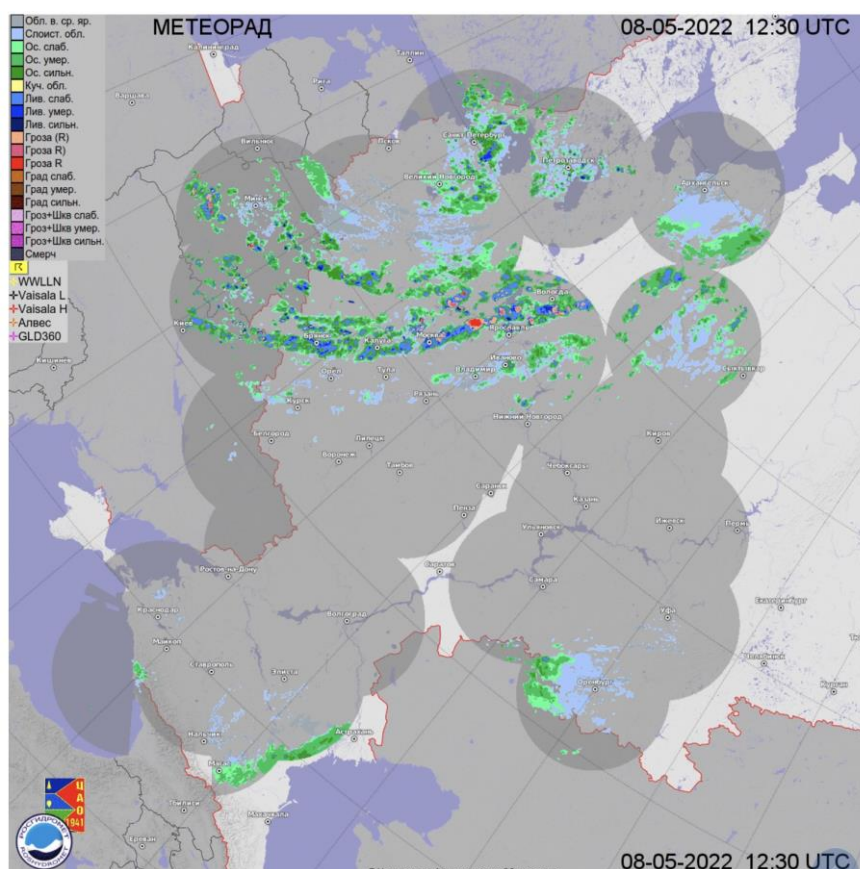 МЕТЕОРАД
08-05-2022 12:30 UTC
Обл. в. ср. яр.
Слоист. обл.
Ос. слаб.
Ос. умер.
Ос. сильн.
Куч. обл.
Лив. слаб.
Лив. умер.
Лив. сильн.
Гроза (R)
Гроза R)
Гроза R
Град слаб.
Град умер.
Град сильн.
Гроз+Шкв слаб.
Гроз+Шкв умер.
Гроз+Шкв сильн.
Смерч
WWLLN
Vaisala L
Vaisala H
Алвес
GLD360
Калининград
Таллин
Рига
Варшава
Вильнюс
Псков
Санкт-Петербург
Петрозаводск
Великий Новгород
Минск
Архангельск
Вологда
Киев
Брянск
Калуга
Москва
Ярославль
Кишинёв
Иваново
Орёл
Тула
Владимир
Рязань
Сыктывкар
Курск
Нижний Новгород
Белгород
Липецк
Киров
Воронеж
Тамбов
Чебоксары
Саранск
Казань
Пенза
Ульяновск
Ижевск
Пермь
Саратов
Ростов-на-Дону
Самара
Екатеринбург
Краснодар
Волгоград
Уфа
Майкоп
Челябинск
Ставрополь
Элиста
Оренбург
Курган
Нальчик
Астрахань
Магас
Тбилиси
Махачкала
Ереван
ЦАО
1941
РОСГИДРОМЕТ
ROSHYDROMET
08-05-2022 12:30 UTC